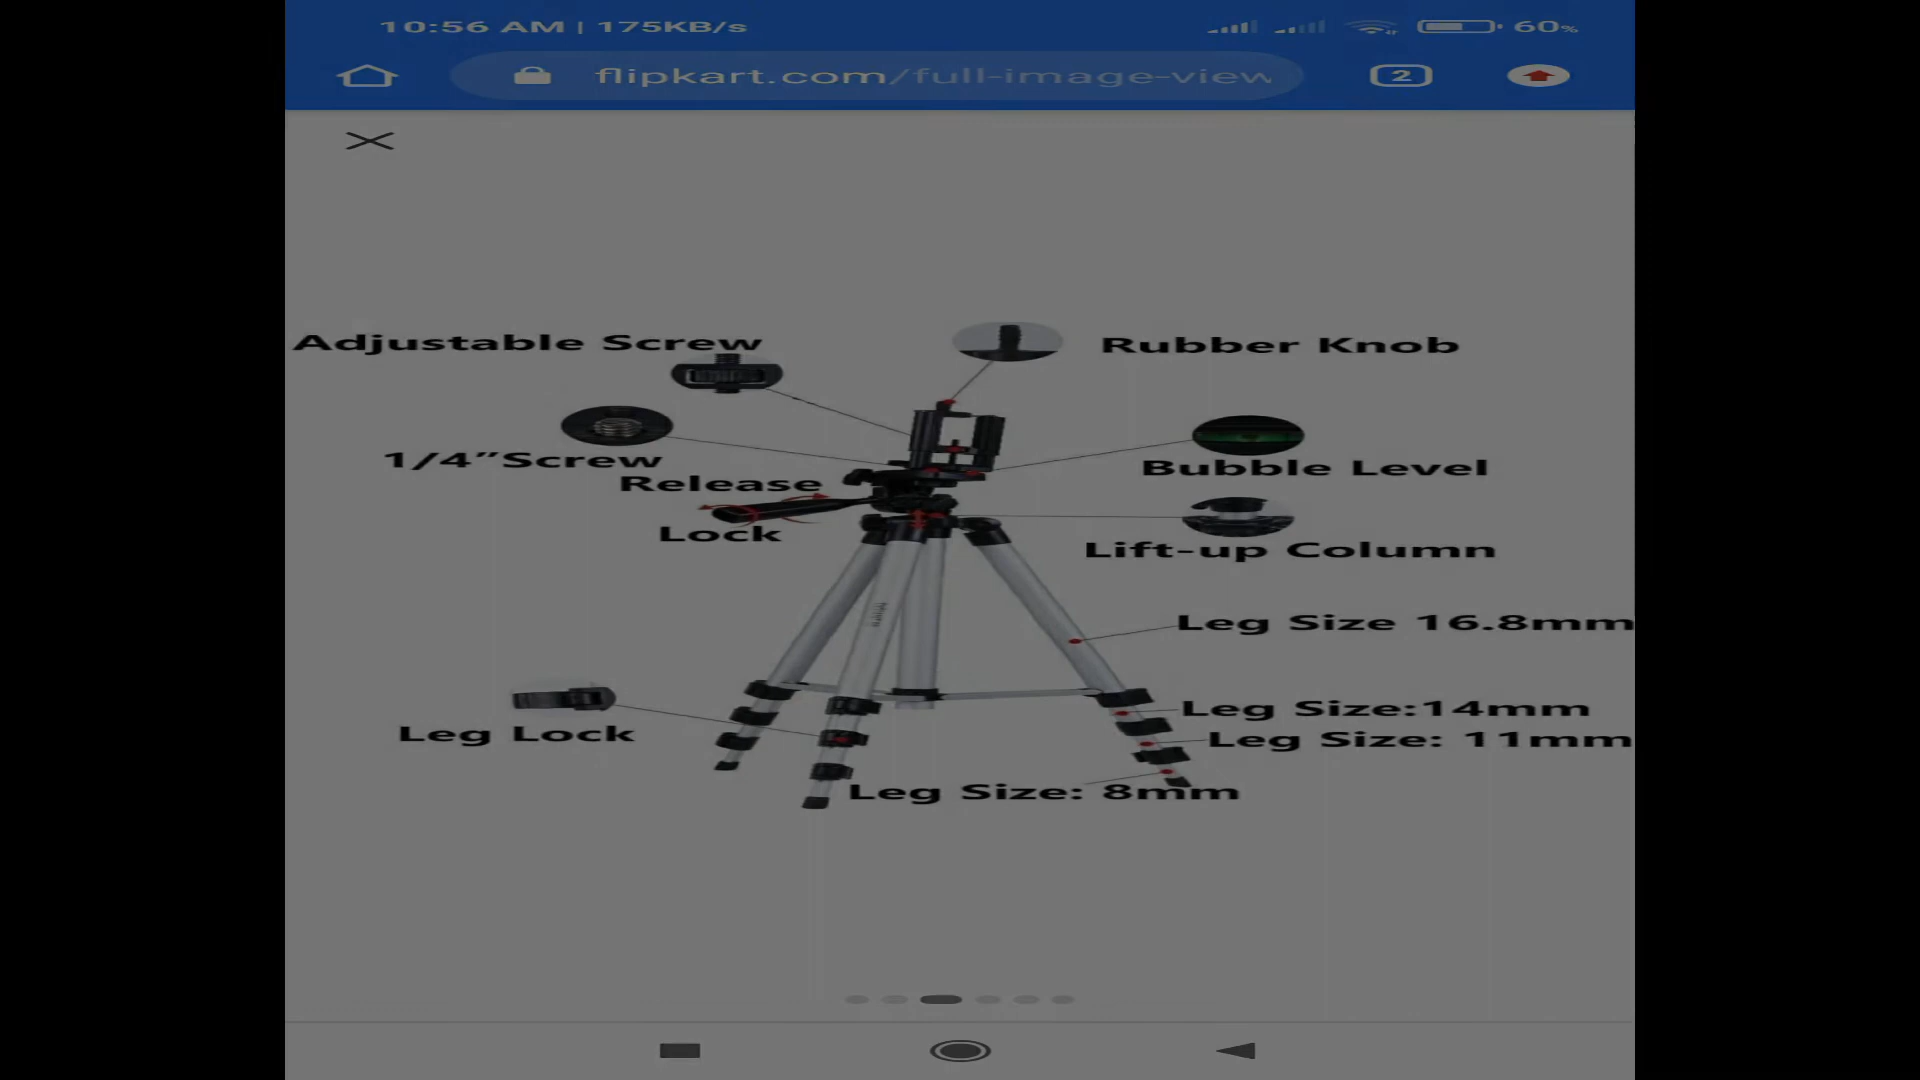 10:56 AM | 175KB/s
60%
flipkart.com/full-image-view
2
Adjustable Screw
Rubber Knob
1/4”Screw
Bubble Level
Release
Lock
Lift-up Column
Leg Size 16.8mm
Leg Size:14mm
Leg Lock
Leg Size: 11mm
Leg Size: 8mm